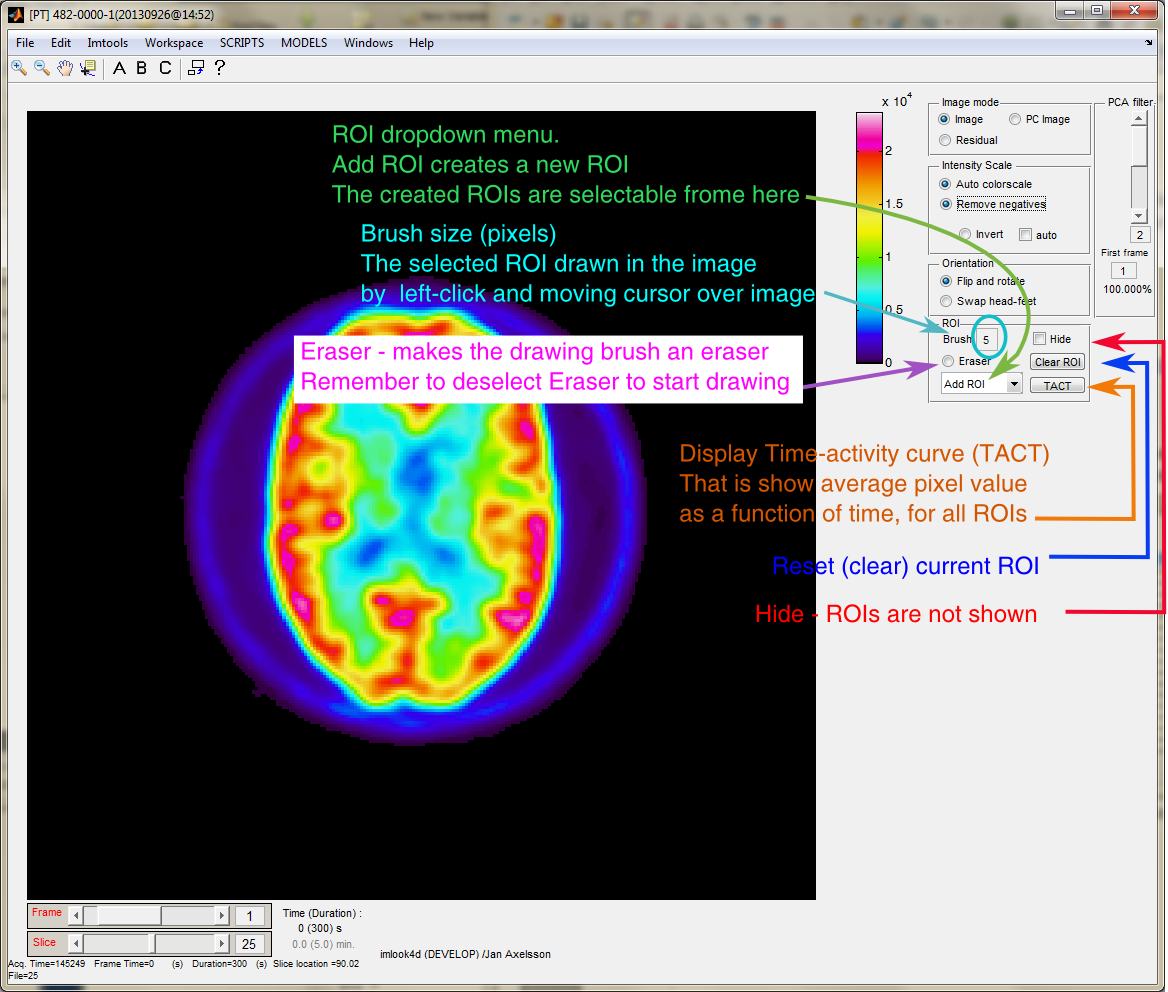 [PT] 482-0000-1(20130926@14:52)
File Edit Imtools Workspace SCRIPTS MODELS Windows Help
A B C ?
ROI dropdown menu.
Add ROI creates a new ROI
The created ROIs are selectable frome here
Brush size (pixels)
The selected ROI drawn in the image
by left-click and moving cursor over image
Eraser - makes the drawing brush an eraser
Remember to deselect Eraser to start drawing
x 10^4
2
1.5
1
0.5
0
Image mode
Image PC Image
Residual
Intensity Scale
Auto colorscale
Remove negatives
Invert auto
Orientation
Flip and rotate
Swap head-feet
ROI
Brush 5 Hide
Eraser Clear ROI
Add ROI TACT
PCA filter
2
First frame
1
100.000%
Display Time-activity curve (TACT)
That is show average pixel value
as a function of time, for all ROIs
Reset (clear) current ROI
Hide - ROIs are not shown
Frame 1
Slice 25
Time (Duration) :
0 (300) s
0.0 (5.0) min.
imlook4d (DEVELOP) /Jan Axelsson
Acq. Time=145249 Frame Time=0 (s) Duration=300 (s) Slice location =90.02
File=25